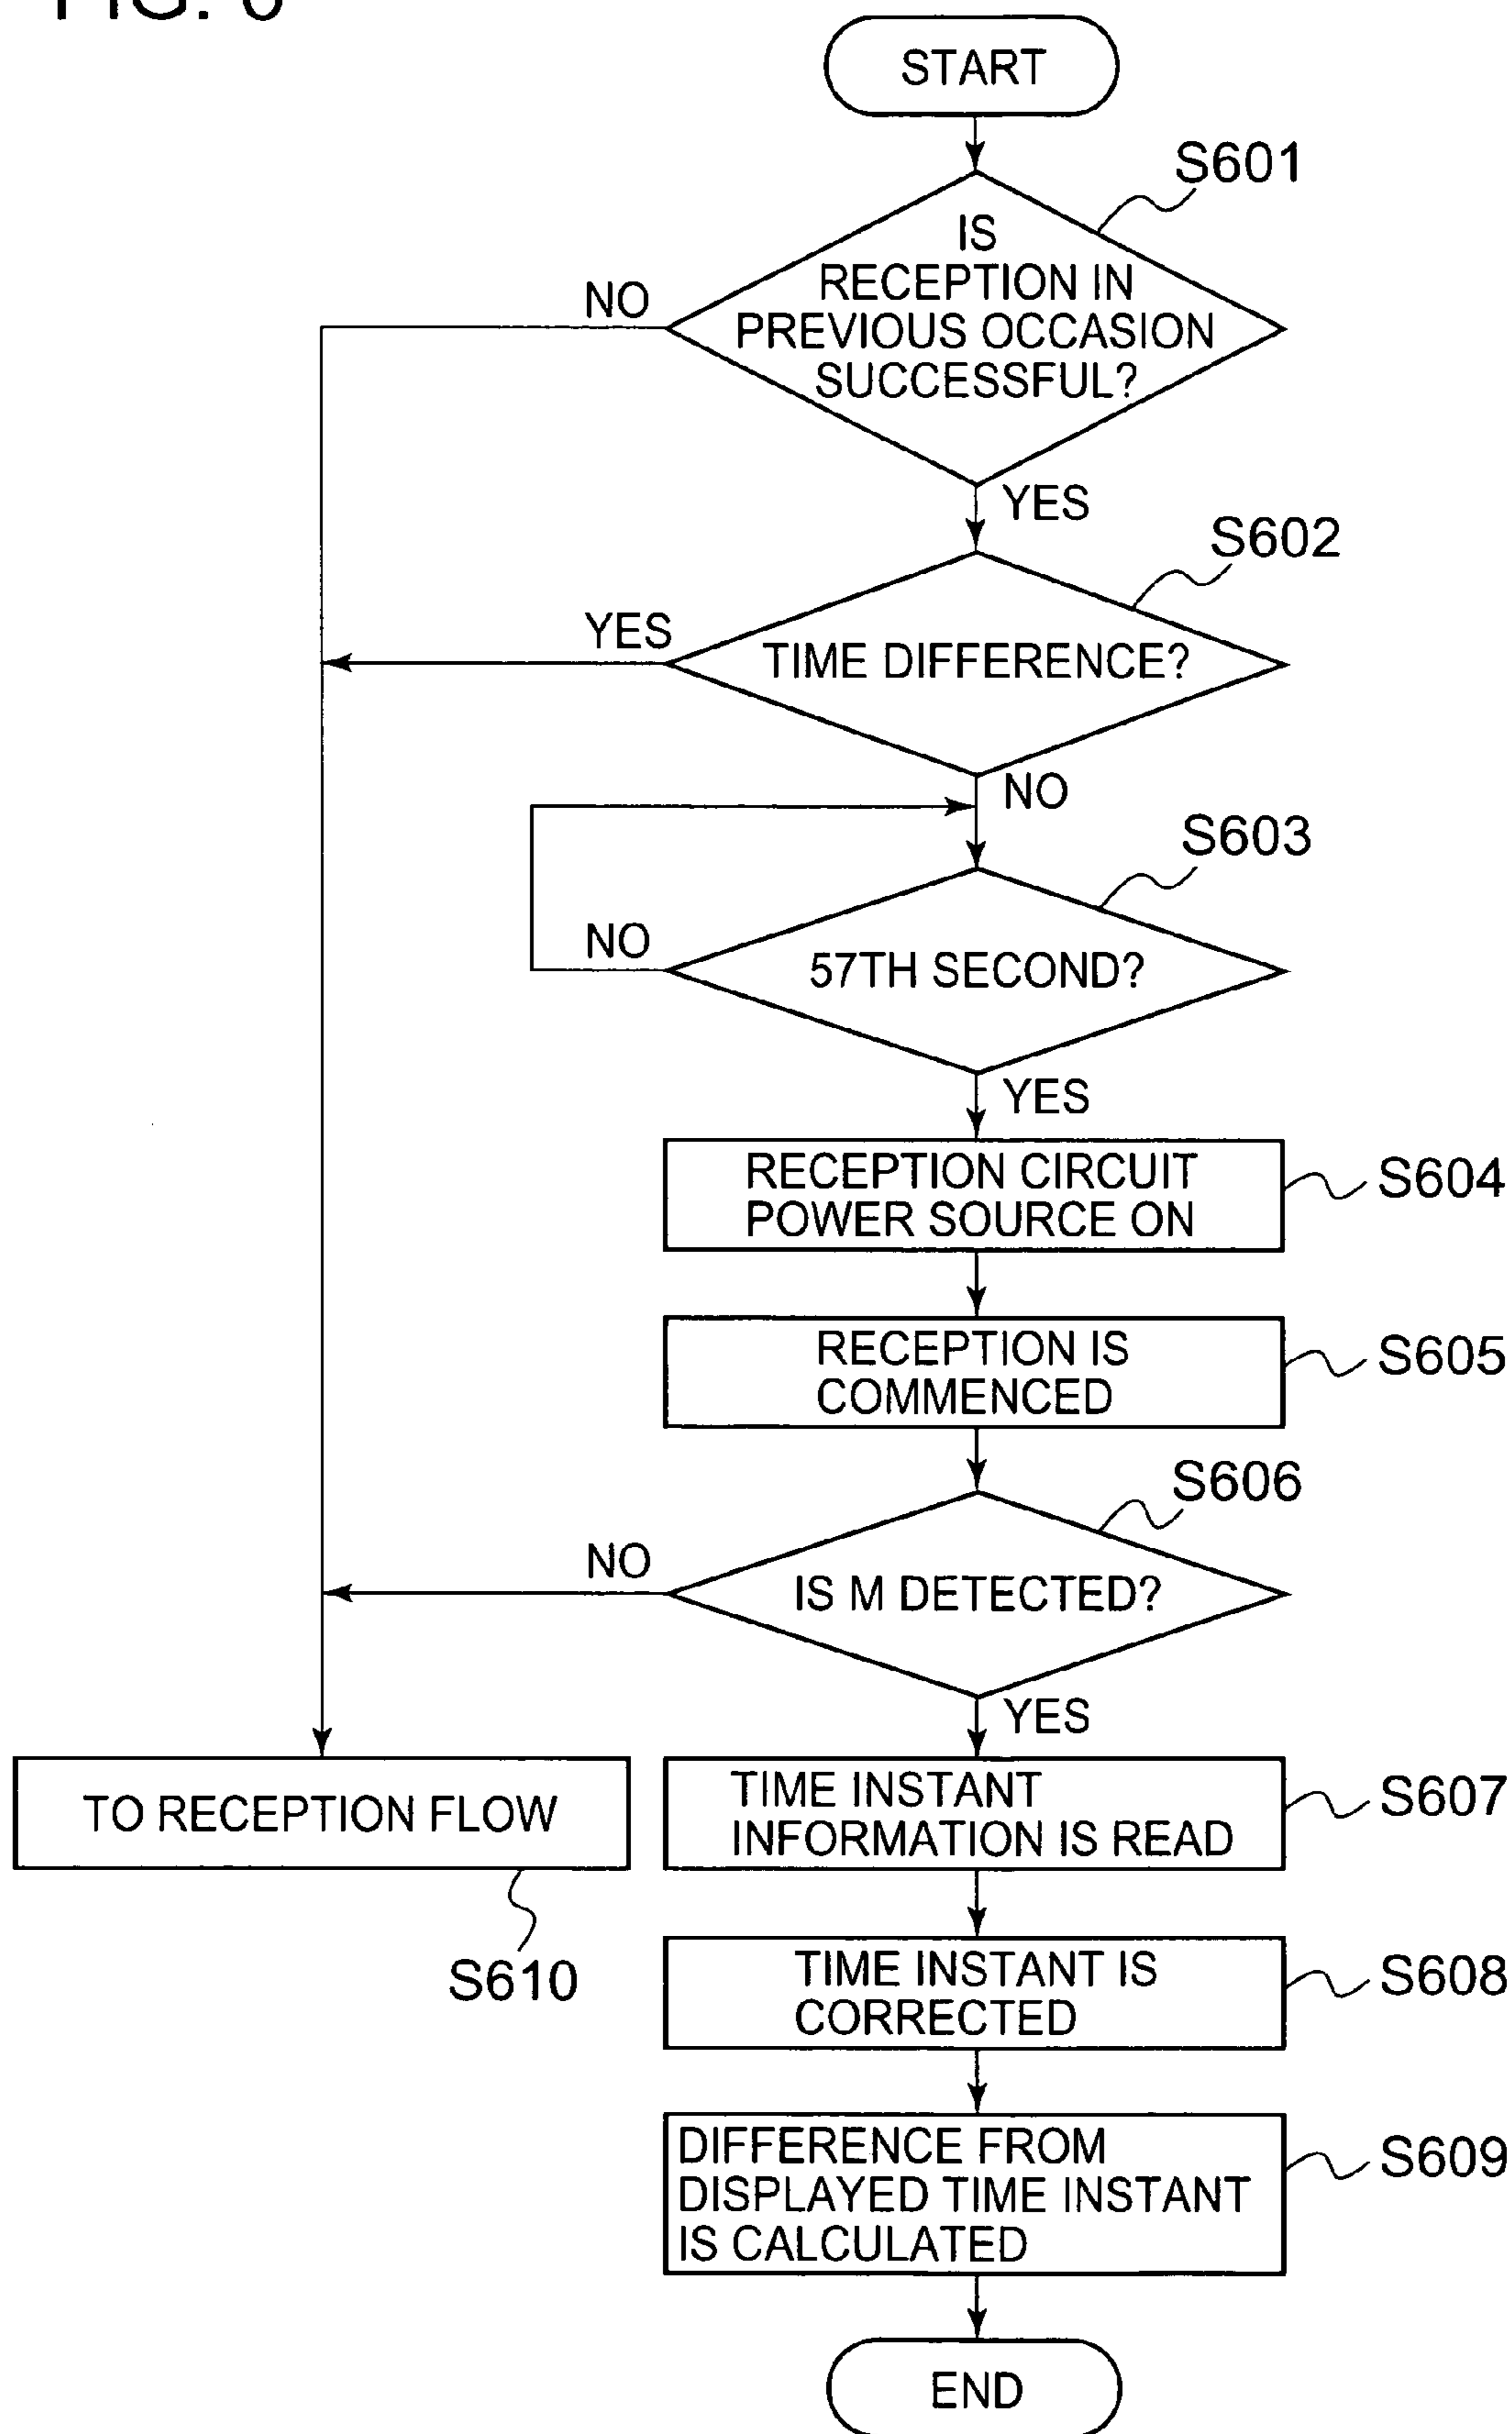 START
S601
IS
RECEPTION IN
PREVIOUS OCCASION
SUCCESSFUL?
NO
YES
S602
YES
TIME DIFFERENCE?
NO
S603
NO
57TH SECOND?
YES
RECEPTION CIRCUIT
POWER SOURCE ON
S604
RECEPTION IS
COMMENCED
S605
S606
NO
IS M DETECTED?
YES
TO RECEPTION FLOW
S610
TIME INSTANT
INFORMATION IS READ
S607
TIME INSTANT IS
CORRECTED
S608
DIFFERENCE FROM
DISPLAYED TIME INSTANT
IS CALCULATED
S609
END